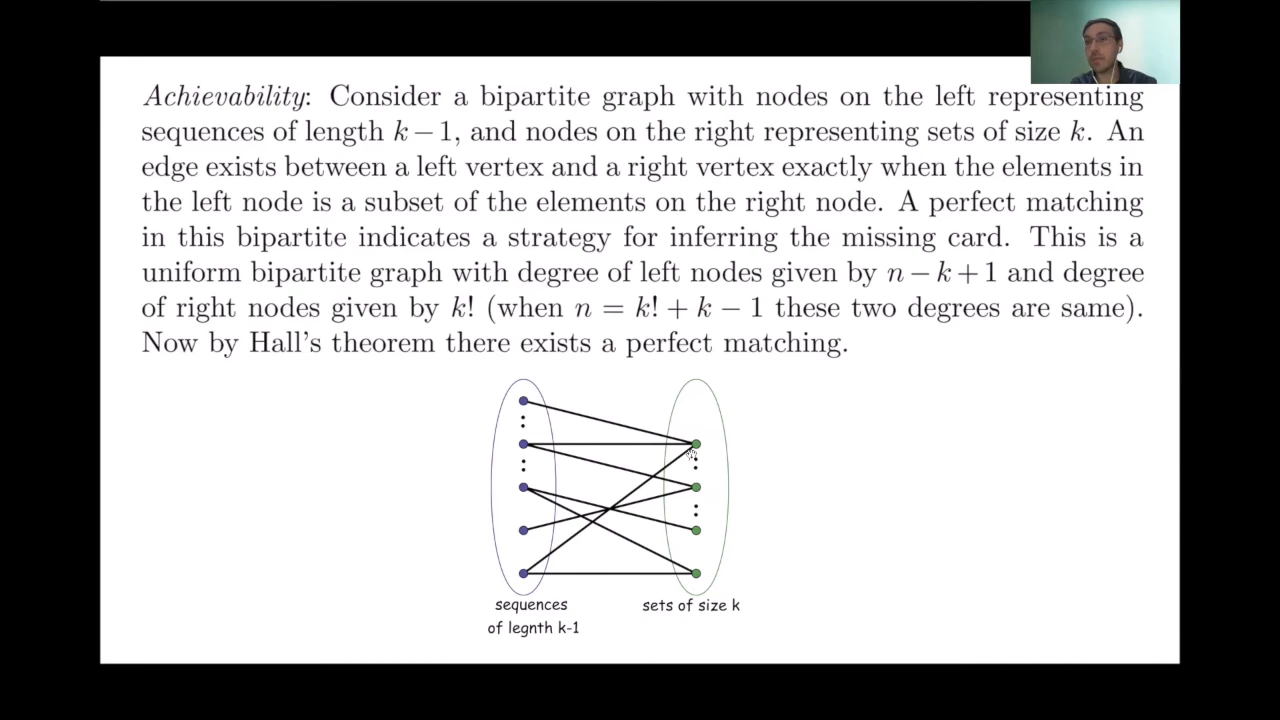 Achievability: Consider a bipartite graph with nodes on the left representing
sequences of length k − 1, and nodes on the right representing sets of size k. An
edge exists between a left vertex and a right vertex exactly when the elements in
the left node is a subset of the elements on the right node. A perfect matching
in this bipartite indicates a strategy for inferring the missing card. This is a
uniform bipartite graph with degree of left nodes given by n − k + 1 and degree
of right nodes given by k! (when n = k! + k − 1 these two degrees are same).
Now by Hall's theorem there exists a perfect matching.
sequences
of legnth k-1
sets of size k